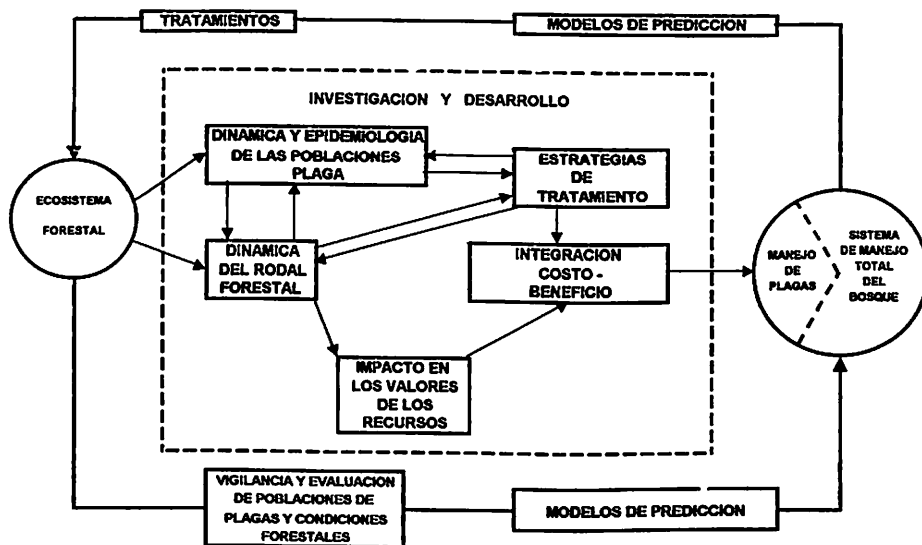 TRATAMIENTOS
MODELOS DE PREDICCION
INVESTIGACION Y DESARROLLO
DINAMICA Y EPIDEMIOLOGIA
DE LAS POBLACIONES
PLAGA
ESTRATEGIAS
DE
TRATAMIENTO
ECOSISTEMA
FORESTAL
DINAMICA
DEL RODAL
FORESTAL
INTEGRACION
COSTO -
BENEFICIO
MANEJO
DE
PLAGAS
SISTEMA
DE MANEJO
TOTAL
DEL
BOSQUE
IMPACTO EN
LOS VALORES
DE LOS
RECURSOS
VIGILANCIA Y EVALUACION
DE POBLACIONES DE
PLAGAS Y CONDICIONES
FORESTALES
MODELOS DE PREDICCION